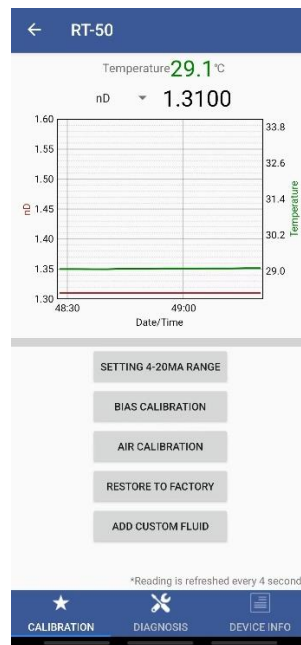 RT-50
Temperature 29.1 °C
nD 1.3100
1.60
1.55
1.50
1.45
1.40
1.35
1.30
nD
33.8
32.6
31.4
30.2
29.0
Temperature
48:30 49:00
Date/Time
SETTING 4-20MA RANGE
BIAS CALIBRATION
AIR CALIBRATION
RESTORE TO FACTORY
ADD CUSTOM FLUID
*Reading is refreshed every 4 second
CALIBRATION DIAGNOSIS DEVICE INFO